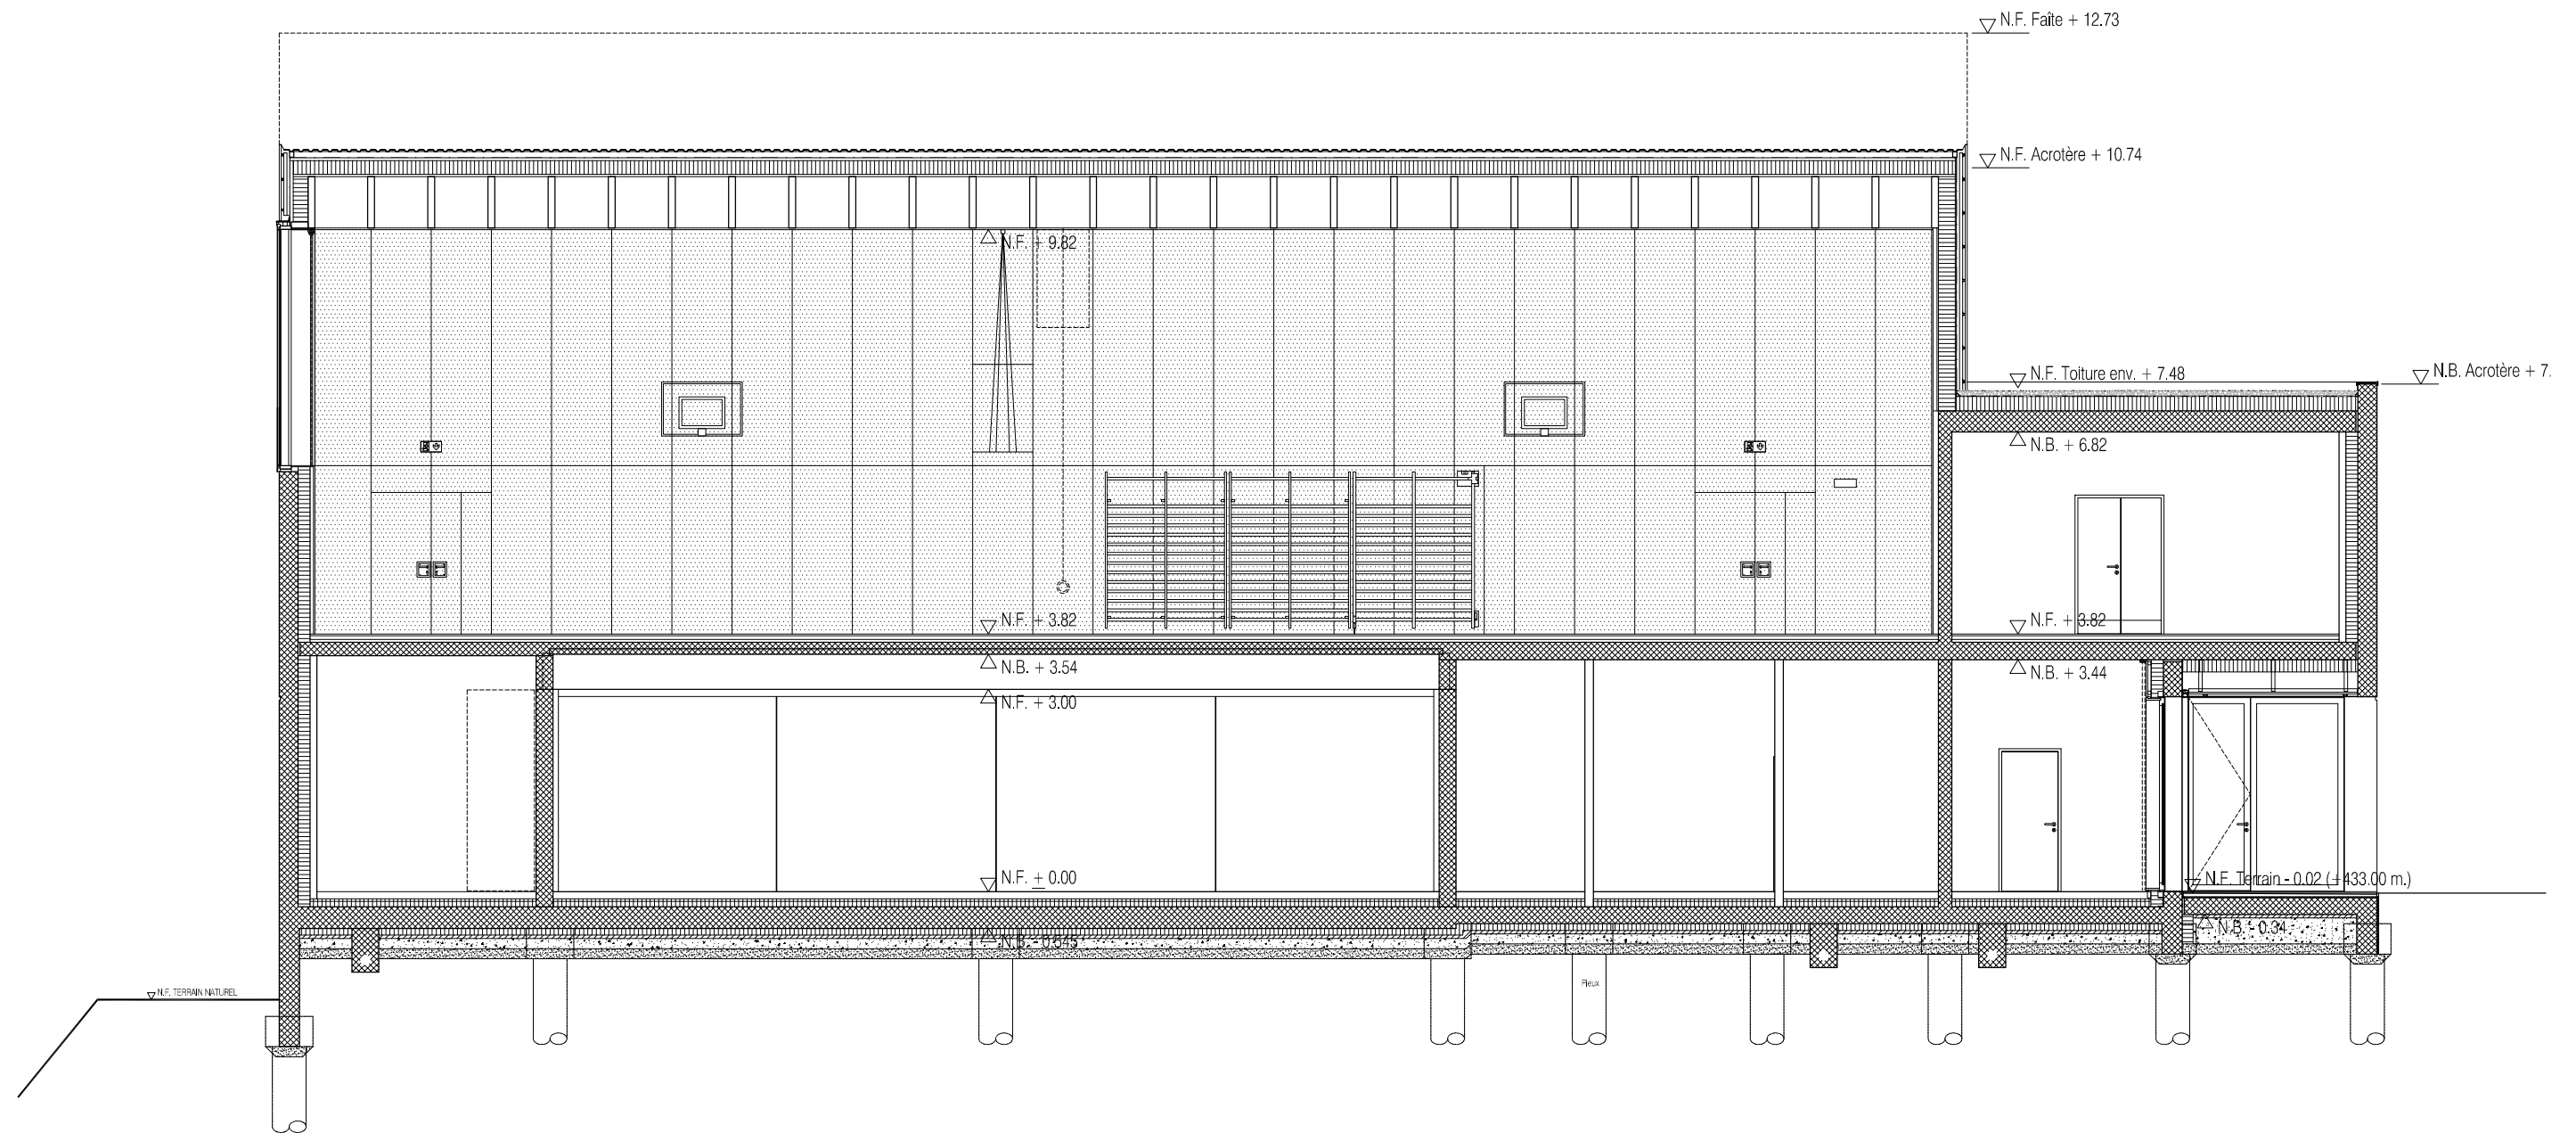 N.F. Faîte + 12.73
N.F. Acrotère + 10.74
N.F. + 9.82
N.F. Toiture env. + 7.48
N.B. Acrotère + 7.
N.B. + 6.82
N.F. + 3.82
N.F. + 3.82
N.B. + 3.54
N.B. + 3.44
N.F. + 3.00
N.F. ± 0.00
N.F. Terrain - 0.02 (+433.00 m.)
N.B. - 0.34
N.B. - 0.545
Pieux
N.F. TERRAIN NATUREL